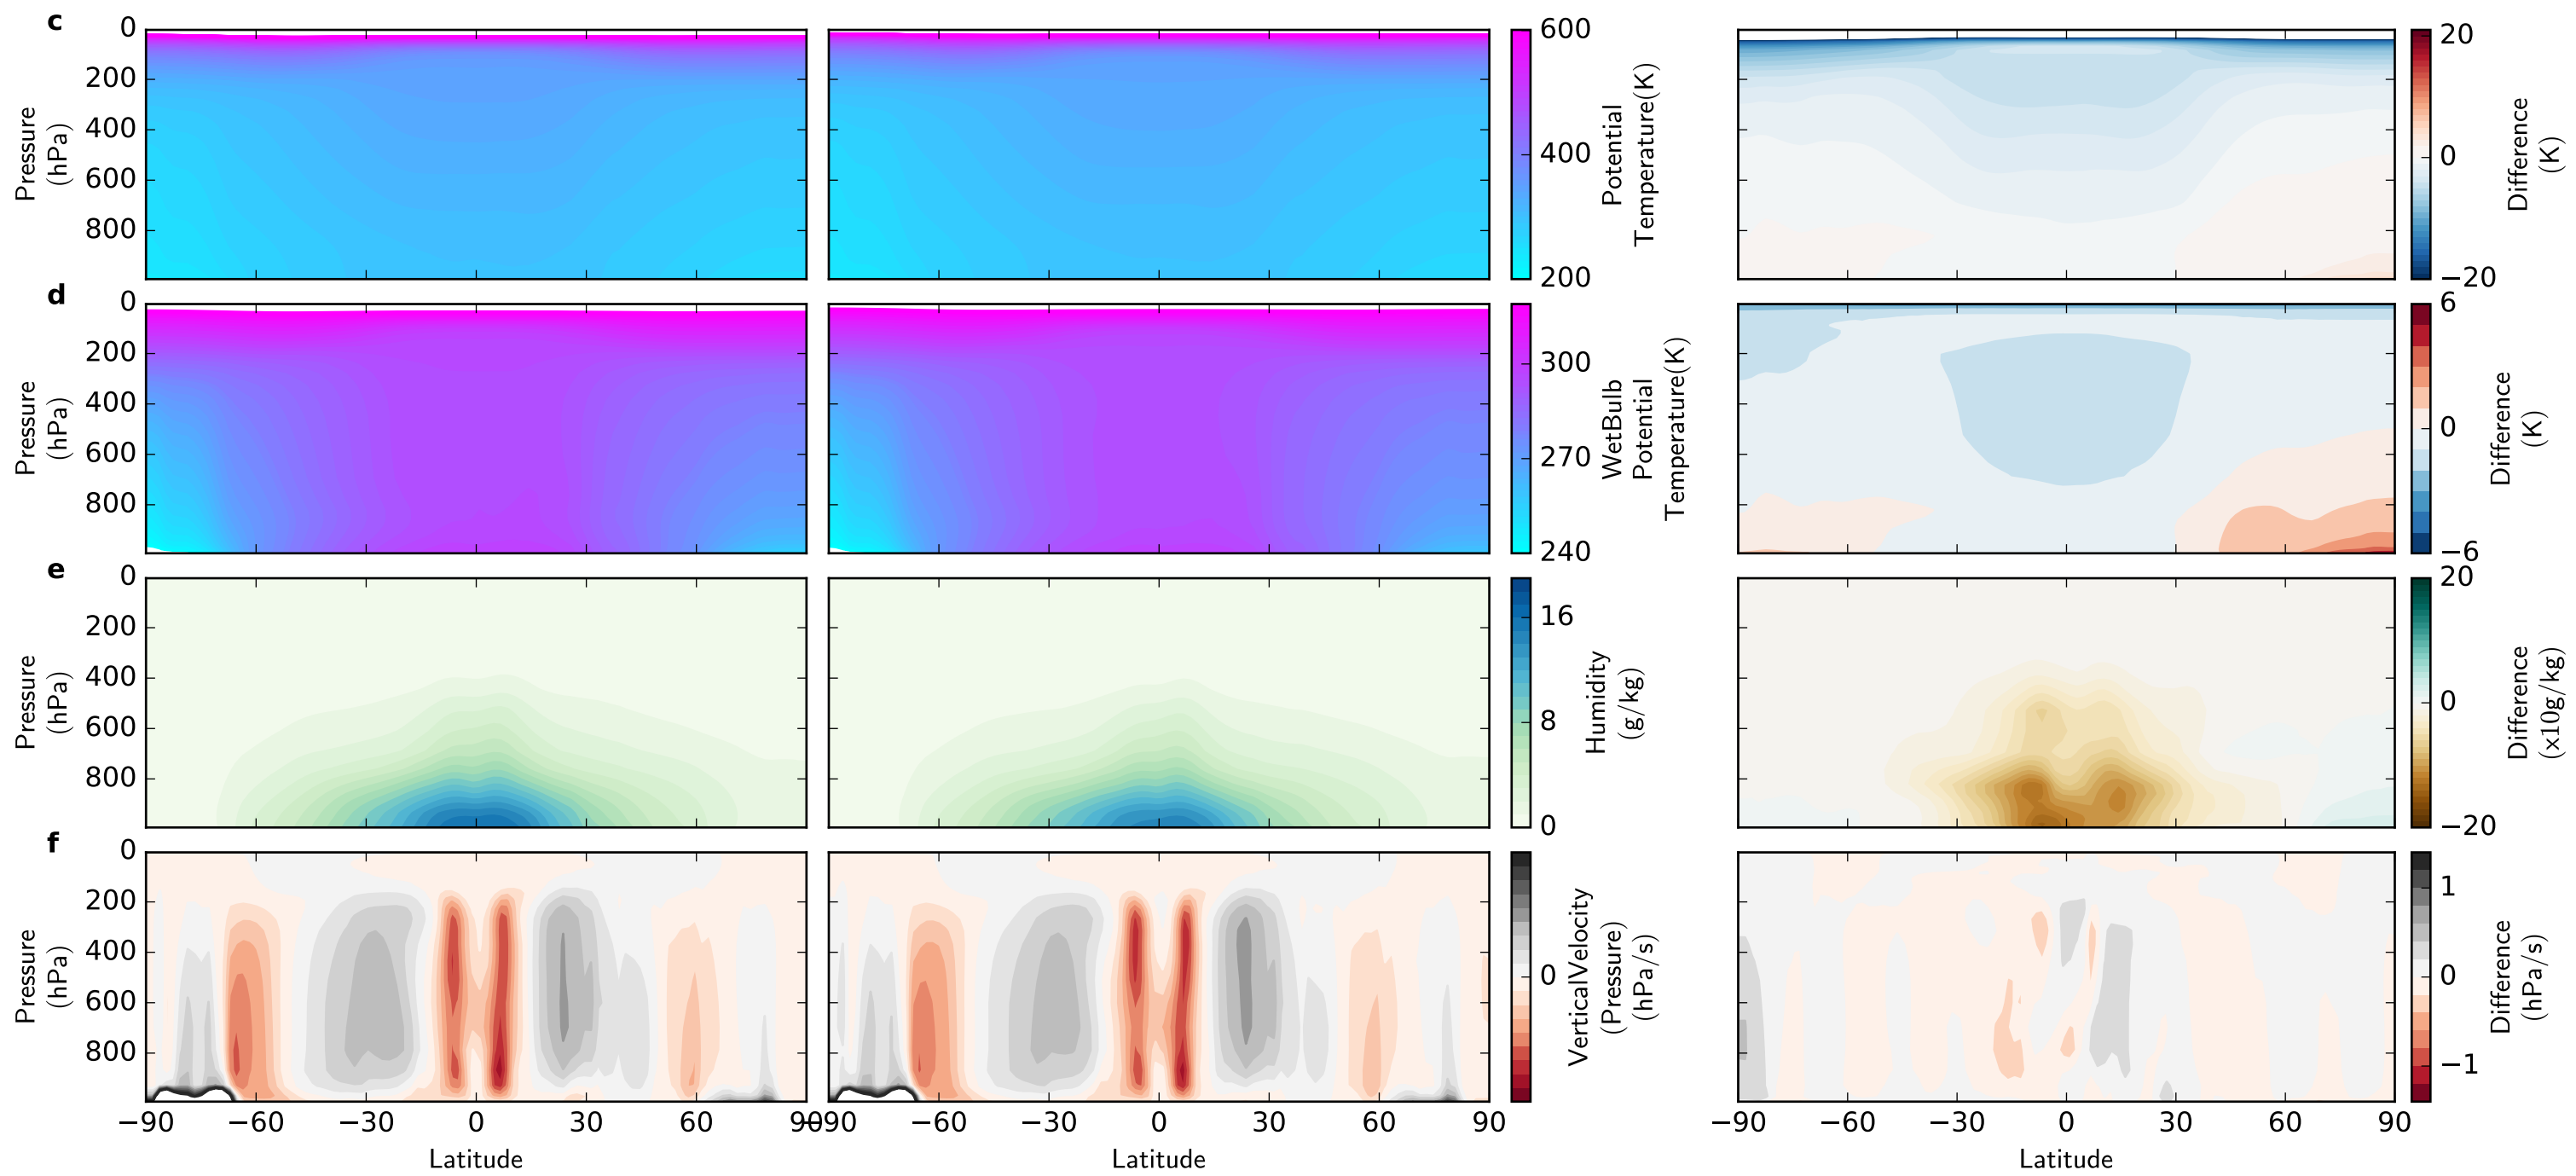 c
0
200
400
600
800
Pressure
(hPa)
600
400
200
Potential
Temperature(K)
20
0
−20
Difference
(K)
d
0
200
400
600
800
Pressure
(hPa)
300
270
240
WetBulb
Potential
Temperature(K)
6
0
−6
Difference
(K)
e
0
200
400
600
800
Pressure
(hPa)
16
8
0
Humidity
(g/kg)
20
0
−20
Difference
(x10g/kg)
f
0
200
400
600
800
Pressure
(hPa)
0
VerticalVelocity
(Pressure)
(hPa/s)
1
0
−1
Difference
(hPa/s)
−90 −60 −30 0 30 60 90
−90 −60 −30 0 30 60 90
−90 −60 −30 0 30 60 90
Latitude
Latitude
Latitude